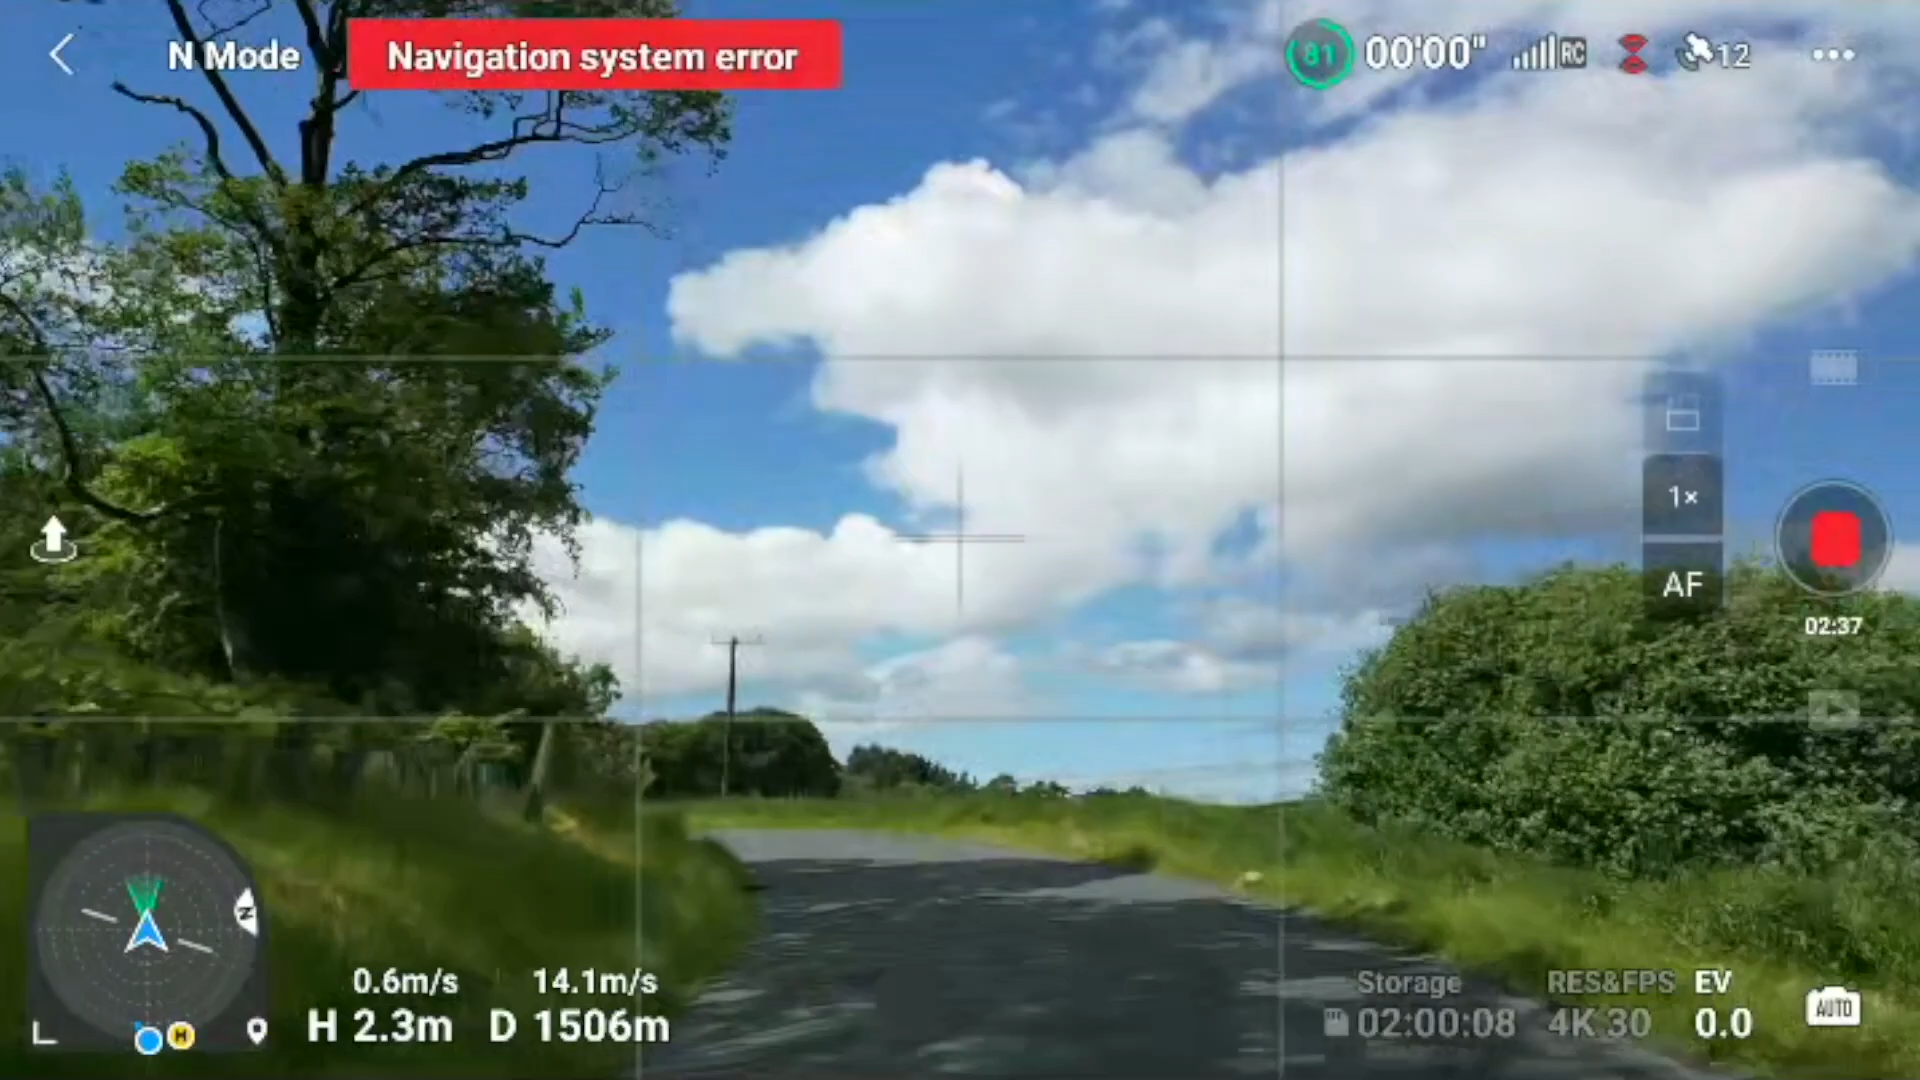 N Mode
Navigation system error
81
00'00"
RC
12
1×
AF
02:37
N
0.6m/s
14.1m/s
H 2.3m
D 1506m
H
Storage
RES&FPS
EV
02:00:08
4K 30
0.0
AUTO